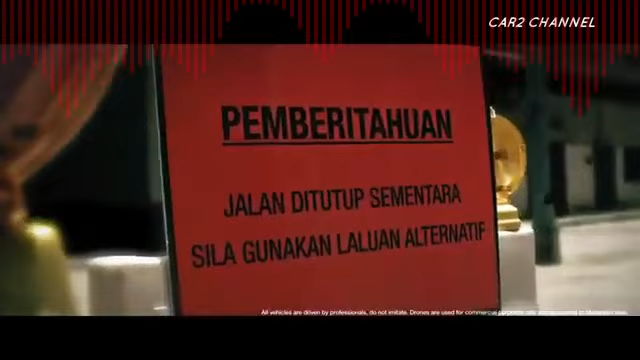 CAR2 CHANNEL
PEMBERITAHUAN
JALAN DITUTUP SEMENTARA
SILA GUNAKAN LALUAN ALTERNATIF
All vehicles are driven by professionals, do not imitate. Drones are used for commercial